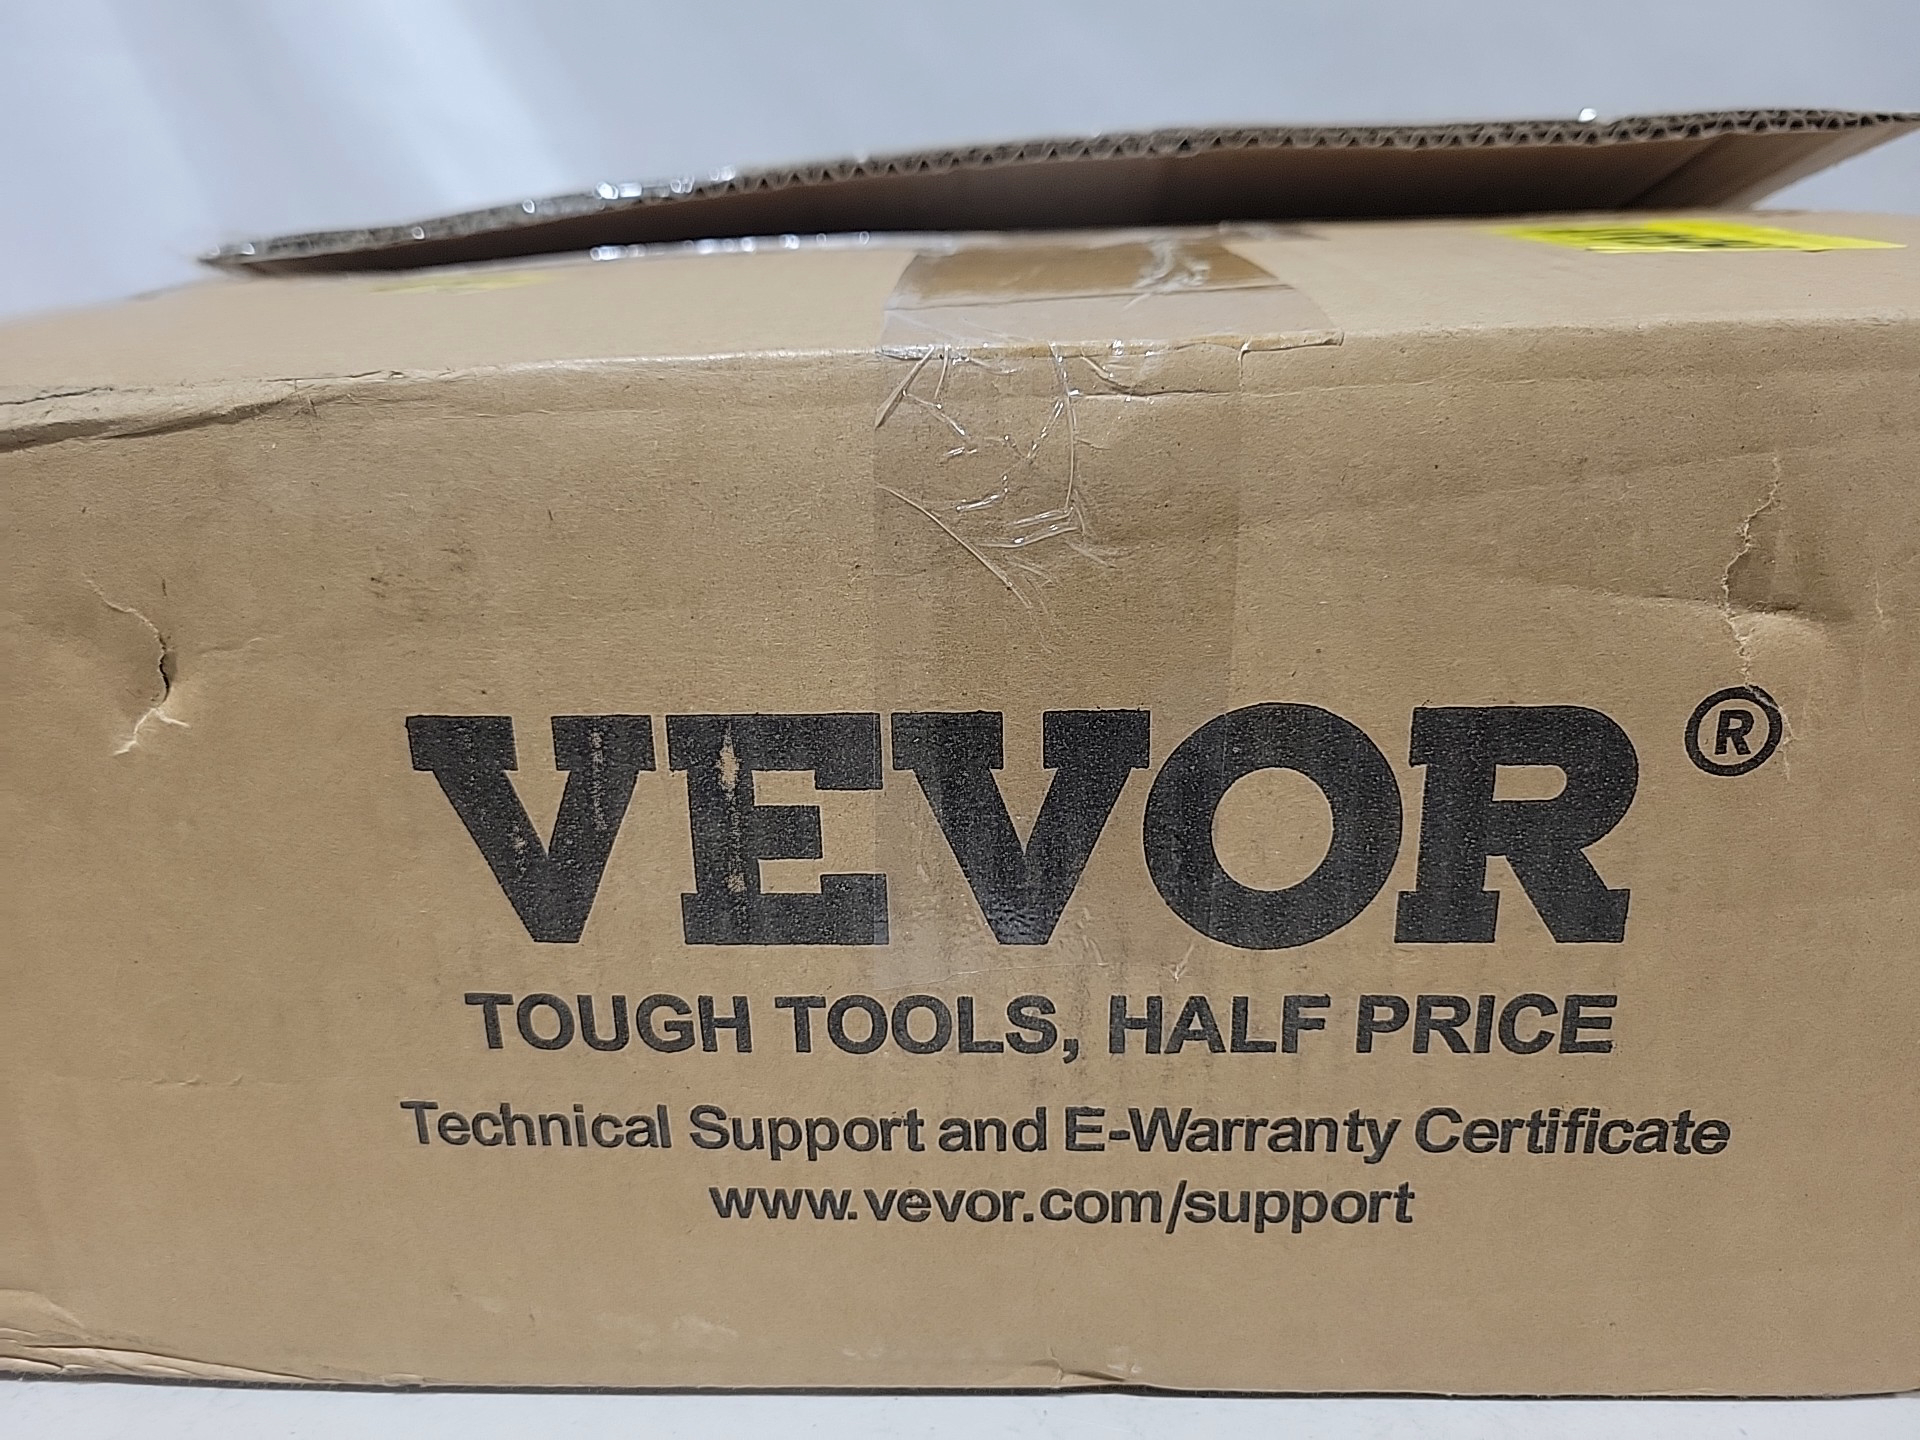 VEVOR®
TOUGH TOOLS, HALF PRICE
Technical Support and E-Warranty Certificate
www.vevor.com/support